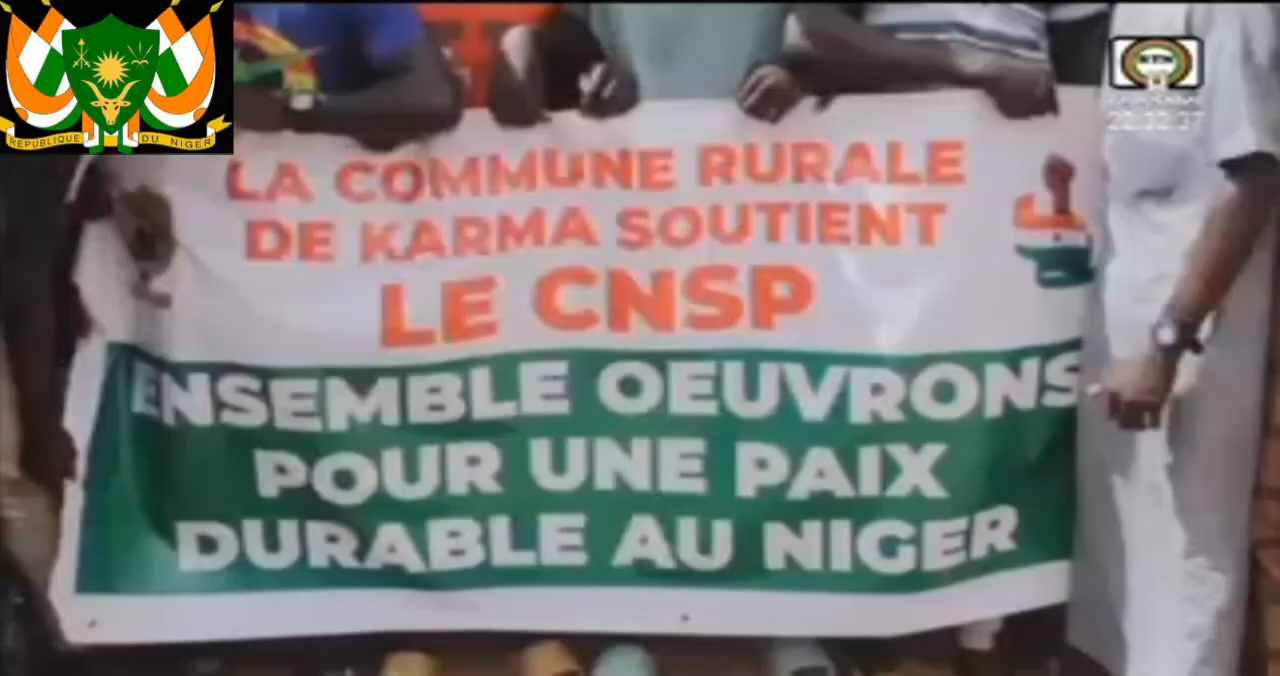 REPUBLIQUE DU NIGER
RTN
LA COMMUNE RURALE
DE KARMA SOUTIENT
LE CNSP
ENSEMBLE OEUVRONS
POUR UNE PAIX
DURABLE AU NIGER